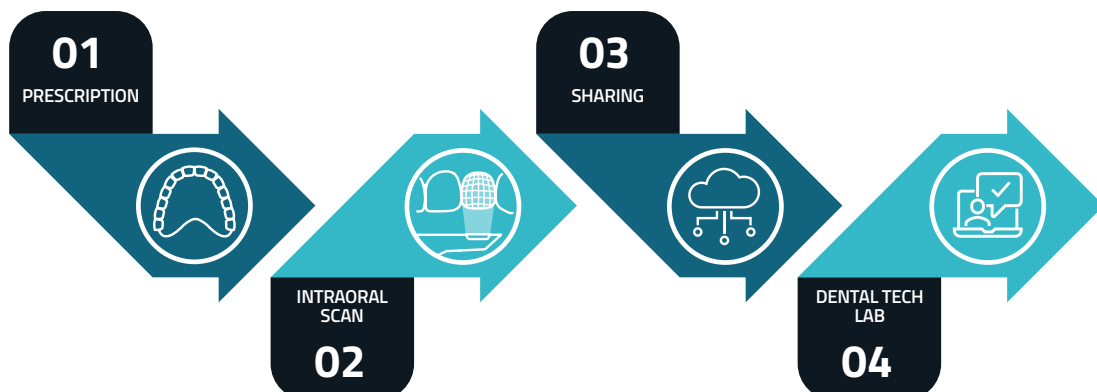 01
PRESCRIPTION
INTRAORAL
SCAN
02
03
SHARING
DENTAL TECH
LAB
04